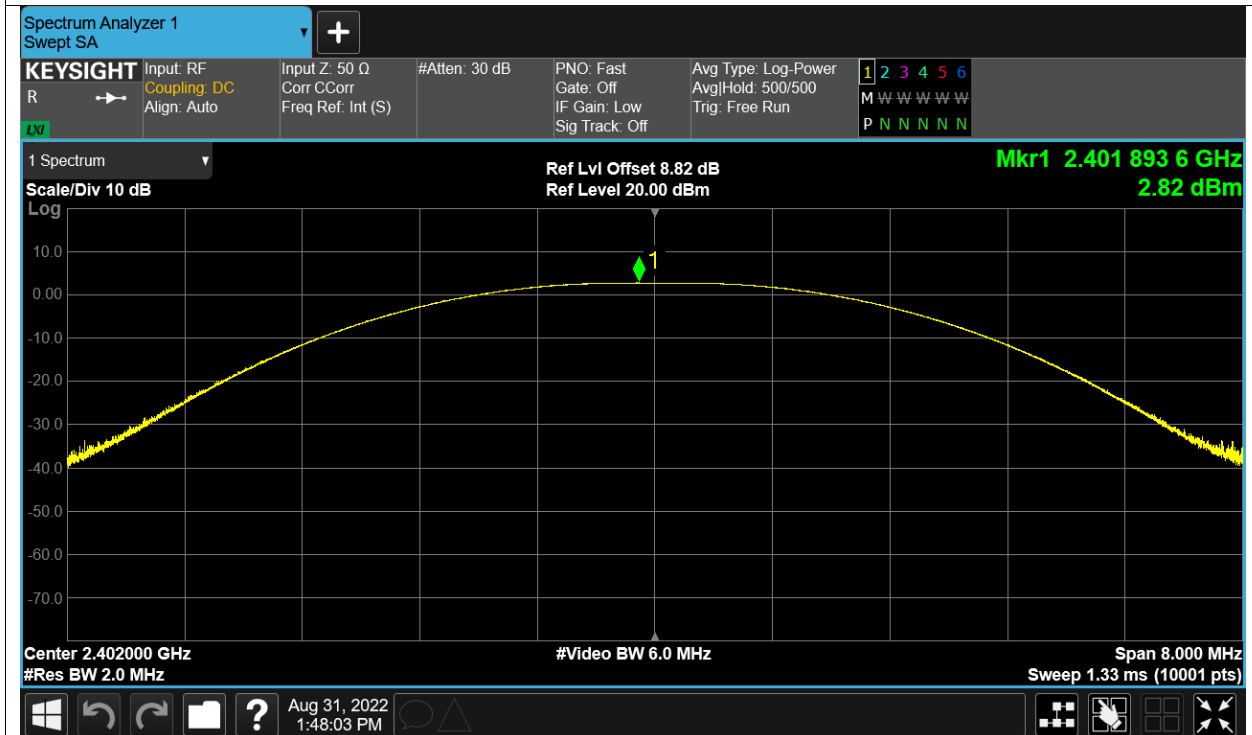 Spectrum Analyzer 1
Swept SA
+
KEYSIGHT
R
LXI
Input: RF
Coupling: DC
Align: Auto
Input Z: 50 Ω
Corr CCorr
Freq Ref: Int (S)
#Atten: 30 dB
PNO: Fast
Gate: Off
IF Gain: Low
Sig Track: Off
Avg Type: Log-Power
Avg|Hold: 500/500
Trig: Free Run
1 2 3 4 5 6
M W W W W W
P N N N N N
1 Spectrum
Scale/Div 10 dB
Log
Ref Lvl Offset 8.82 dB
Ref Level 20.00 dBm
Mkr1 2.401 893 6 GHz
2.82 dBm
1
10.0
0.00
-10.0
-20.0
-30.0
-40.0
-50.0
-60.0
-70.0
Center 2.402000 GHz
#Res BW 2.0 MHz
#Video BW 6.0 MHz
Span 8.000 MHz
Sweep 1.33 ms (10001 pts)
?
Aug 31, 2022
1:48:03 PM